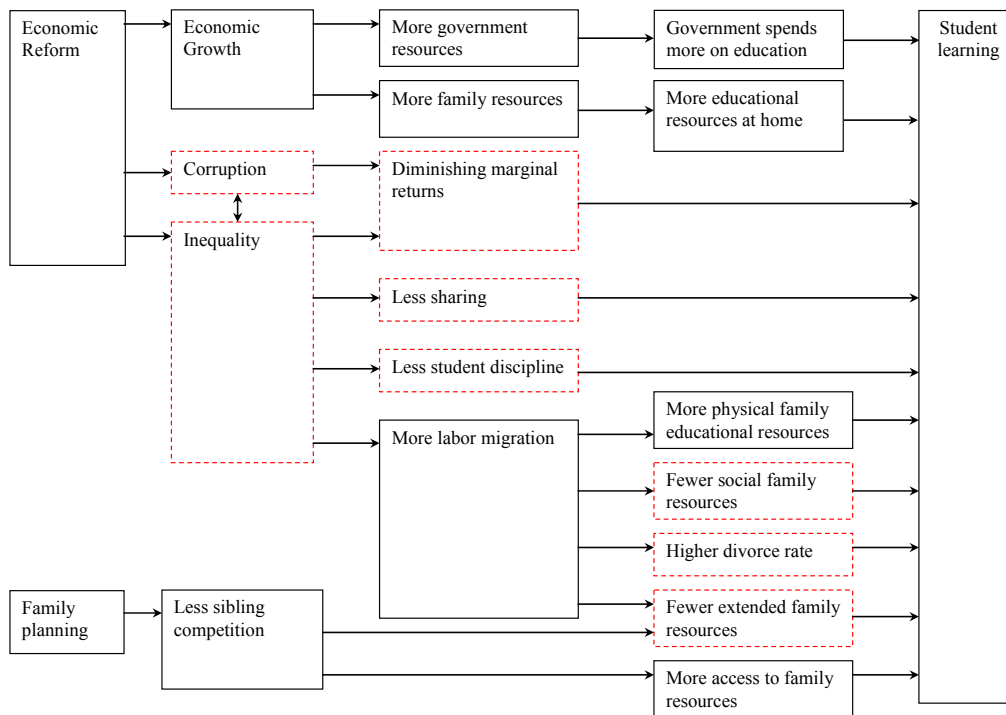 Economic
Reform
Economic
Growth
More government
resources
Government spends
more on education
Student
learning
More family resources
More educational
resources at home
Corruption
Diminishing marginal
returns
Inequality
Less sharing
Less student discipline
More labor migration
More physical family
educational resources
Fewer social family
resources
Higher divorce rate
Family
planning
Less sibling
competition
Fewer extended family
resources
More access to family
resources